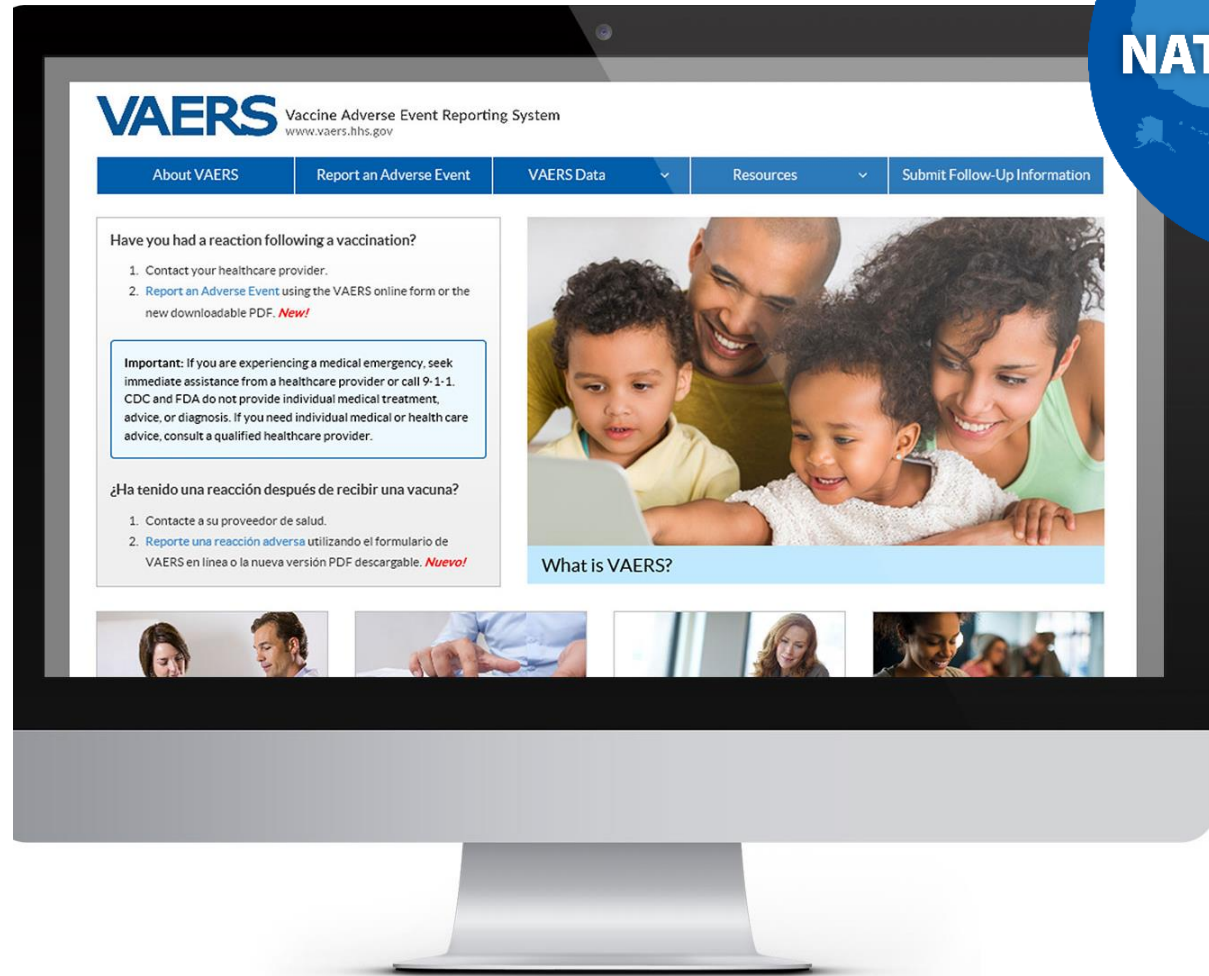 NAT
VAERS Vaccine Adverse Event Reporting System
www.vaers.hhs.gov
About VAERS Report an Adverse Event VAERS Data Resources Submit Follow-Up Information
Have you had a reaction following a vaccination?
1. Contact your healthcare provider.
2. Report an Adverse Event using the VAERS online form or the
new downloadable PDF. New!
Important: If you are experiencing a medical emergency, seek
immediate assistance from a healthcare provider or call 9-1-1.
CDC and FDA do not provide
individual medical treatment,
advice, or diagnosis. If you need individual medical or health care
advice, consult a qualified healthcare provider.
¿Ha tenido una reacción después de recibir una vacuna?
1. Contacte a su proveedor de salud.
2. Reporte una reacción adversa utilizando el formulario de
VAERS en línea o la nueva versión PDF descargable. Nuevo!
What is VAERS?